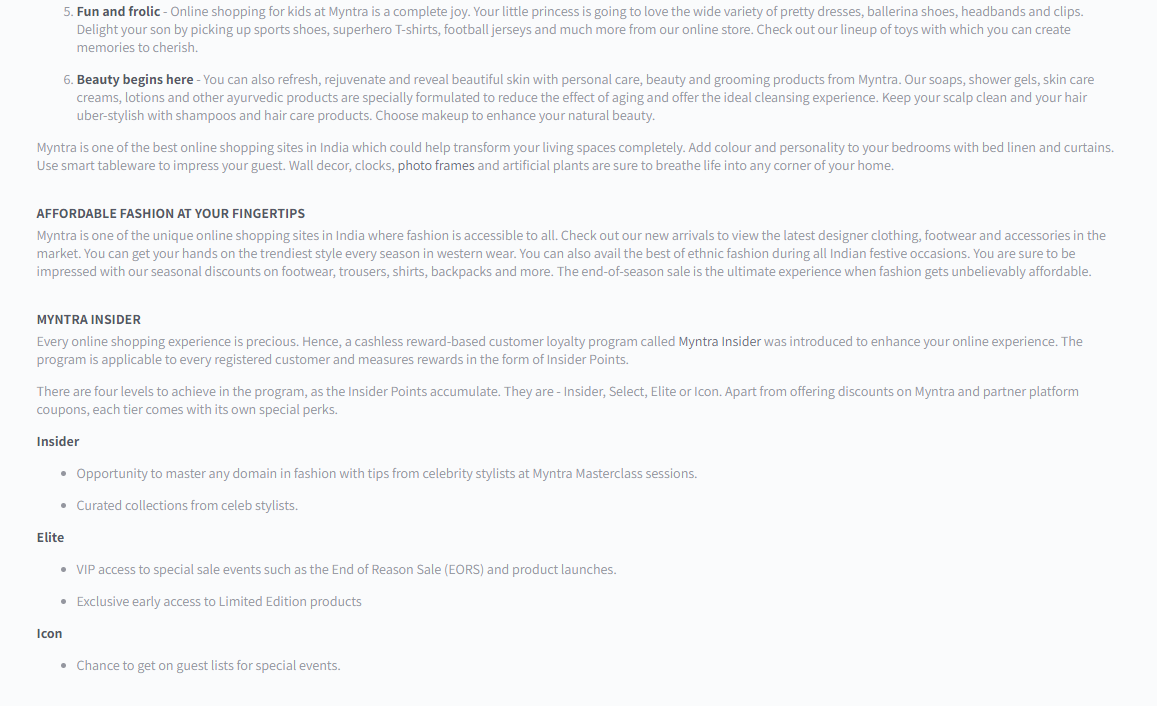 5. Fun and frolic - Online shopping for kids at Myntra is a complete joy. Your little princess is going to love the wide variety of pretty dresses, ballerina shoes, headbands and clips.
Delight your son by picking up sports shoes, superhero T-shirts, football jerseys and much more from our online store. Check out our lineup of toys with which you can create
memories to cherish.
6. Beauty begins here - You can also refresh, rejuvenate and reveal beautiful skin with personal care, beauty and grooming products from Myntra. Our soaps, shower gels, skin care
creams, lotions and other ayurvedic products are specially formulated to reduce the effect of aging and offer the ideal cleansing experience. Keep your scalp clean and your hair
uber-stylish with shampoos and hair care products. Choose makeup to enhance your natural beauty.
Myntra is one of the best online shopping sites in India which could help transform your living spaces completely. Add colour and personality to your bedrooms with bed linen and curtains.
Use smart tableware to impress your guest. Wall decor, clocks, photo frames and artificial plants are sure to breathe life into any corner of your home.
AFFORDABLE FASHION AT YOUR FINGERTIPS
Myntra is one of the unique online shopping sites in India where fashion is accessible to all. Check out our new arrivals to view the latest designer clothing, footwear and accessories in the
market. You can get your hands on the trendiest style every season in western wear. You can also avail the best of ethnic fashion during all Indian festive occasions. You are sure to be
impressed with our seasonal discounts on footwear, trousers, shirts, backpacks and more. The end-of-season sale is the ultimate experience when fashion gets unbelievably affordable.
MYNTRA INSIDER
Every online shopping experience is precious. Hence, a cashless reward-based customer loyalty program called Myntra Insider was introduced to enhance your online experience. The
program is applicable to every registered customer and measures rewards in the form of Insider Points.
There are four levels to achieve in the program, as the Insider Points accumulate. They are - Insider, Select, Elite or Icon. Apart from offering discounts on Myntra and partner platform
coupons, each tier comes with its own special perks.
Insider
• Opportunity to master any domain in fashion with tips from celebrity stylists at Myntra Masterclass sessions.
• Curated collections from celeb stylists.
Elite
• VIP access to special sale events such as the End of Reason Sale (EORS) and product launches.
• Exclusive early access to Limited Edition products
Icon
• Chance to get on guest lists for special events.